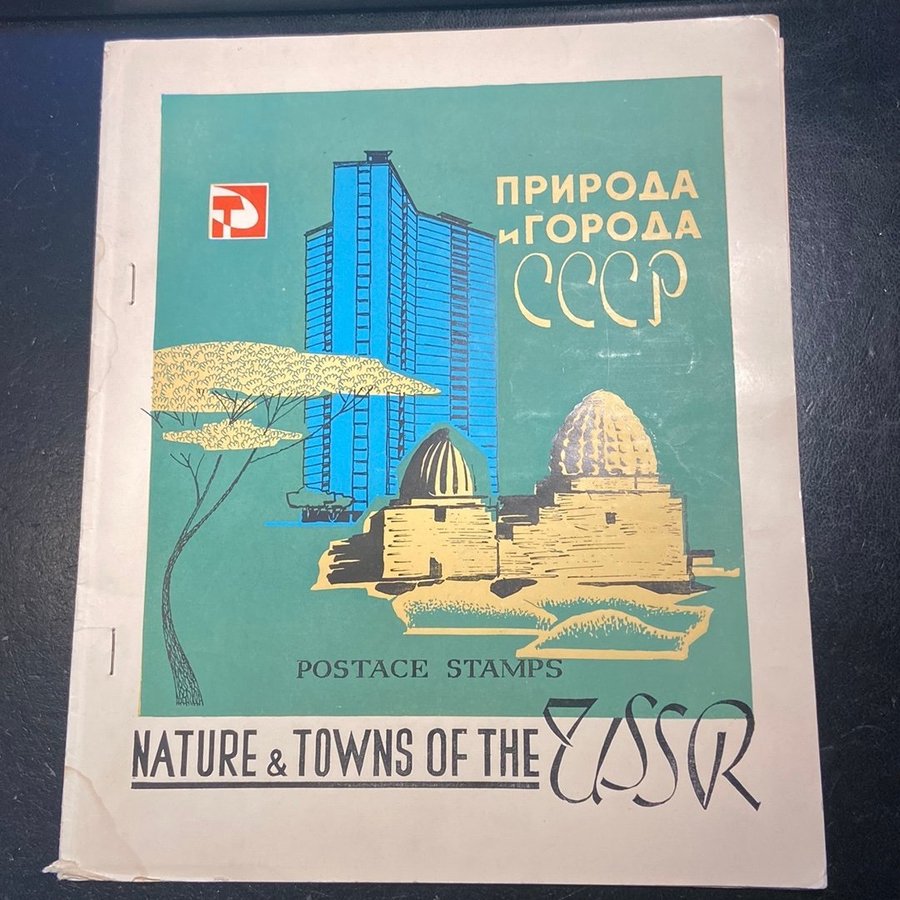 ПРИРОДА
и ГОРОДА
СССР
POSTACE STAMPS
NATURE & TOWNS OF THE USSR